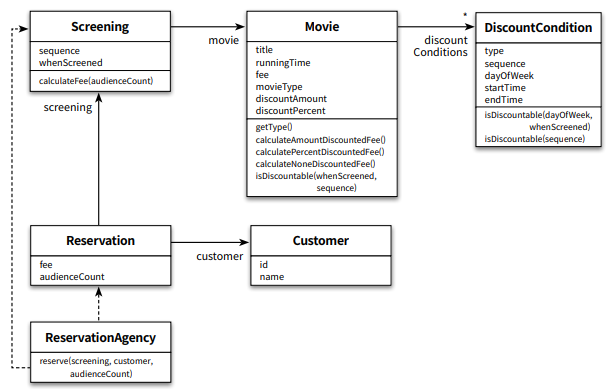 Screening
sequence
whenScreened
calculateFee(audienceCount)
movie
Movie
title
runningTime
fee
movieType
discountAmount
discountPercent
getType()
calculateAmountDiscountedFee()
calculatePercentDiscountedFee()
calculateNoneDiscountedFee()
isDiscountable(whenScreened,
sequence)
*
discount
Conditions
DiscountCondition
type
sequence
dayOfWeek
startTime
endTime
isDiscountable(dayOfWeek,
whenScreened)
isDiscountable(sequence)
screening
Reservation
fee
audienceCount
customer
Customer
id
name
ReservationAgency
reserve(screening, customer,
audienceCount)